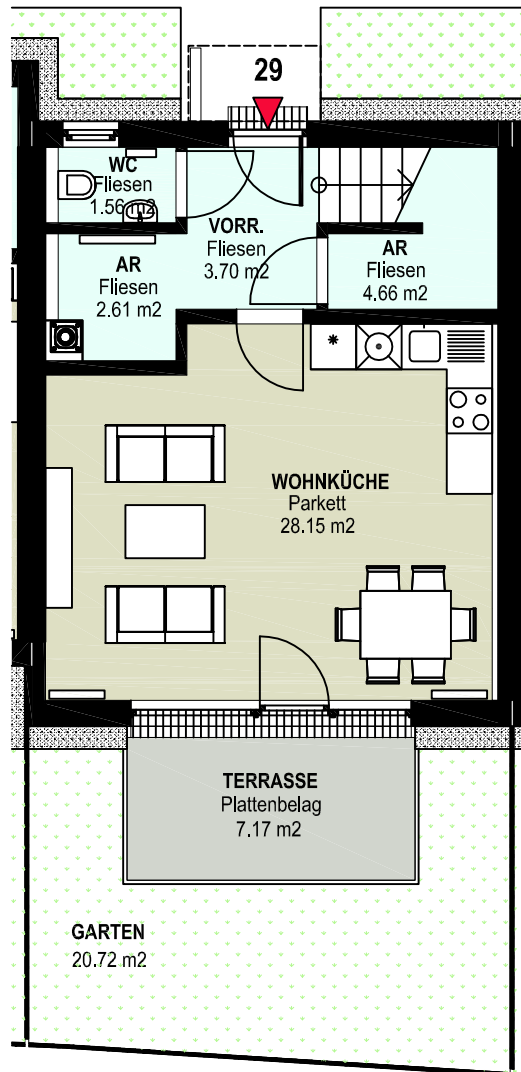 29
WC
Fliesen
1.56 m2
VORR.
Fliesen
3.70 m2
AR
Fliesen
2.61 m2
AR
Fliesen
4.66 m2
*
WOHNKÜCHE
Parkett
28.15 m2
TERRASSE
Plattenbelag
7.17 m2
GARTEN
20.72 m2